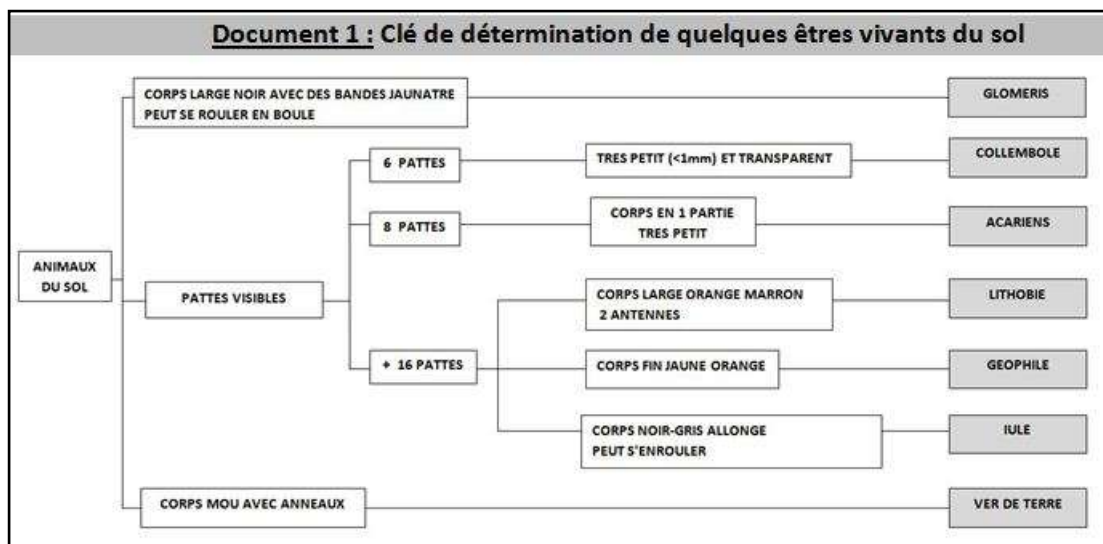 Document 1 : Clé de détermination de quelques êtres vivants du sol
CORPS LARGE NOIR AVEC DES BANDES JAUNATRE
PEUT SE ROULER EN BOULE
GLOMERIS
6 PATTES
TRES PETIT (<1mm) ET TRANSPARENT
COLLEMBOLE
8 PATTES
CORPS EN 1 PARTIE
TRES PETIT
ACARIENS
ANIMAUX
DU SOL
PATTES VISIBLES
CORPS LARGE ORANGE MARRON
2 ANTENNES
LITHOBIE
+ 16 PATTES
CORPS FIN JAUNE ORANGE
GEOPHILE
CORPS NOIR-GRIS ALLONGE
PEUT S'ENROULER
IULE
CORPS MOU AVEC ANNEAUX
VER DE TERRE